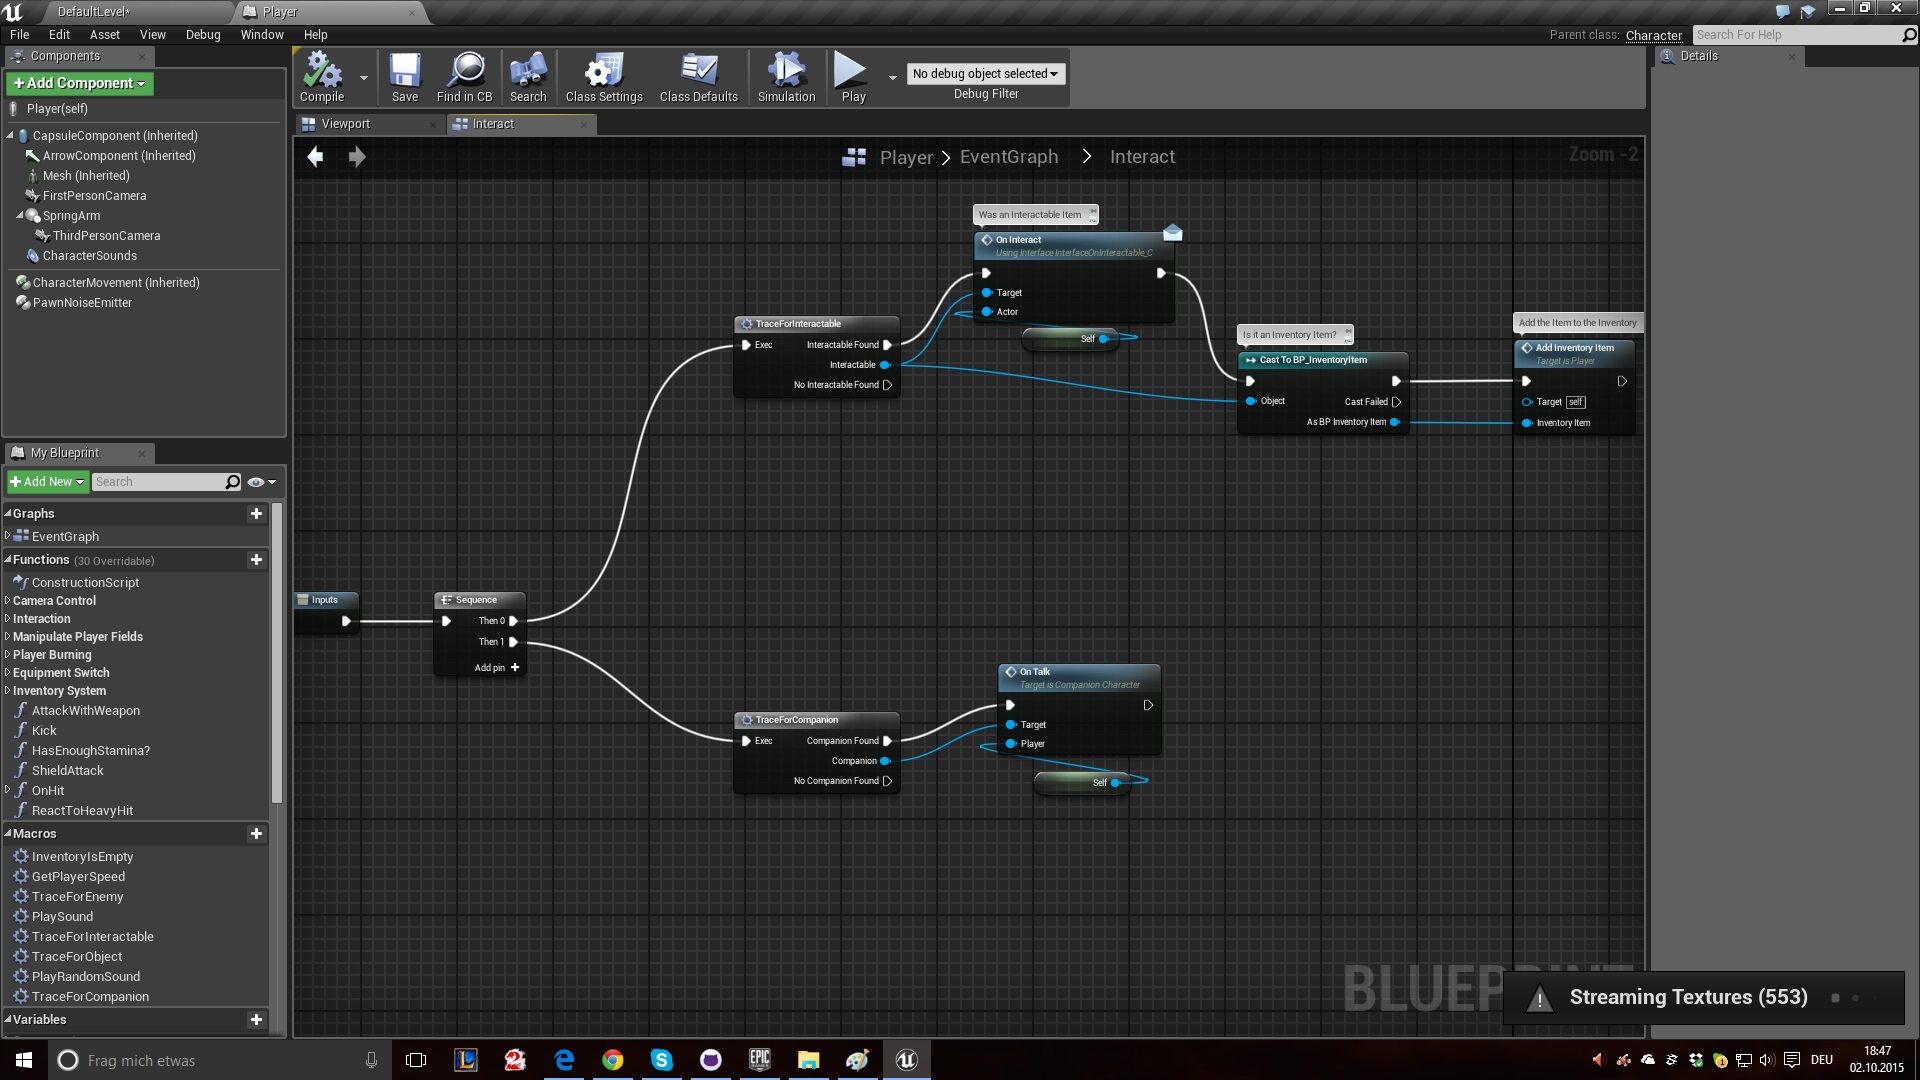 DefaultLevel*
Player
File Edit Asset View Debug Window Help
Parent class: Character
Search For Help
Components
Add Component
Player(self)
CapsuleComponent (Inherited)
ArrowComponent (Inherited)
Mesh (Inherited)
FirstPersonCamera
SpringArm
ThirdPersonCamera
CharacterSounds
CharacterMovement (Inherited)
PawnNoiseEmitter
My Blueprint
Add New
Search
Graphs
EventGraph
Functions (30 Overridable)
ConstructionScript
Camera Control
Interaction
Manipulate Player Fields
Player Burning
Equipment Switch
Inventory System
AttackWithWeapon
Kick
HasEnoughStamina?
ShieldAttack
OnHit
ReactToHeavyHit
Macros
InventoryIsEmpty
GetPlayerSpeed
TraceForEnemy
PlaySound
TraceForInteractable
TraceForObject
PlayRandomSound
TraceForCompanion
Variables
Compile
Save
Find in CB
Search
Class Settings
Class Defaults
Simulation
Play
No debug object selected
Debug Filter
Viewport
Interact
Player > EventGraph > Interact
Zoom -2
Inputs
Sequence
Then 0
Then 1
Add pin +
TraceForInteractable
Exec
Interactable Found
Interactable
No Interactable Found
Was an Interactable Item
On Interact
Using Interface InterfaceOnInteractable_C
Target
Actor
Self
Is it an Inventory Item?
Cast To BP_InventoryItem
Object
Cast Failed
As BP Inventory Item
Add the Item to the Inventory
Add Inventory Item
Target is Player
Target self
Inventory Item
TraceForCompanion
Exec
Companion Found
Companion
No Companion Found
On Talk
Target is Companion Character
Target
Player
Self
Details
Streaming Textures (553)
Frag mich etwas
EPIC
DEU
18:47
02.10.2015